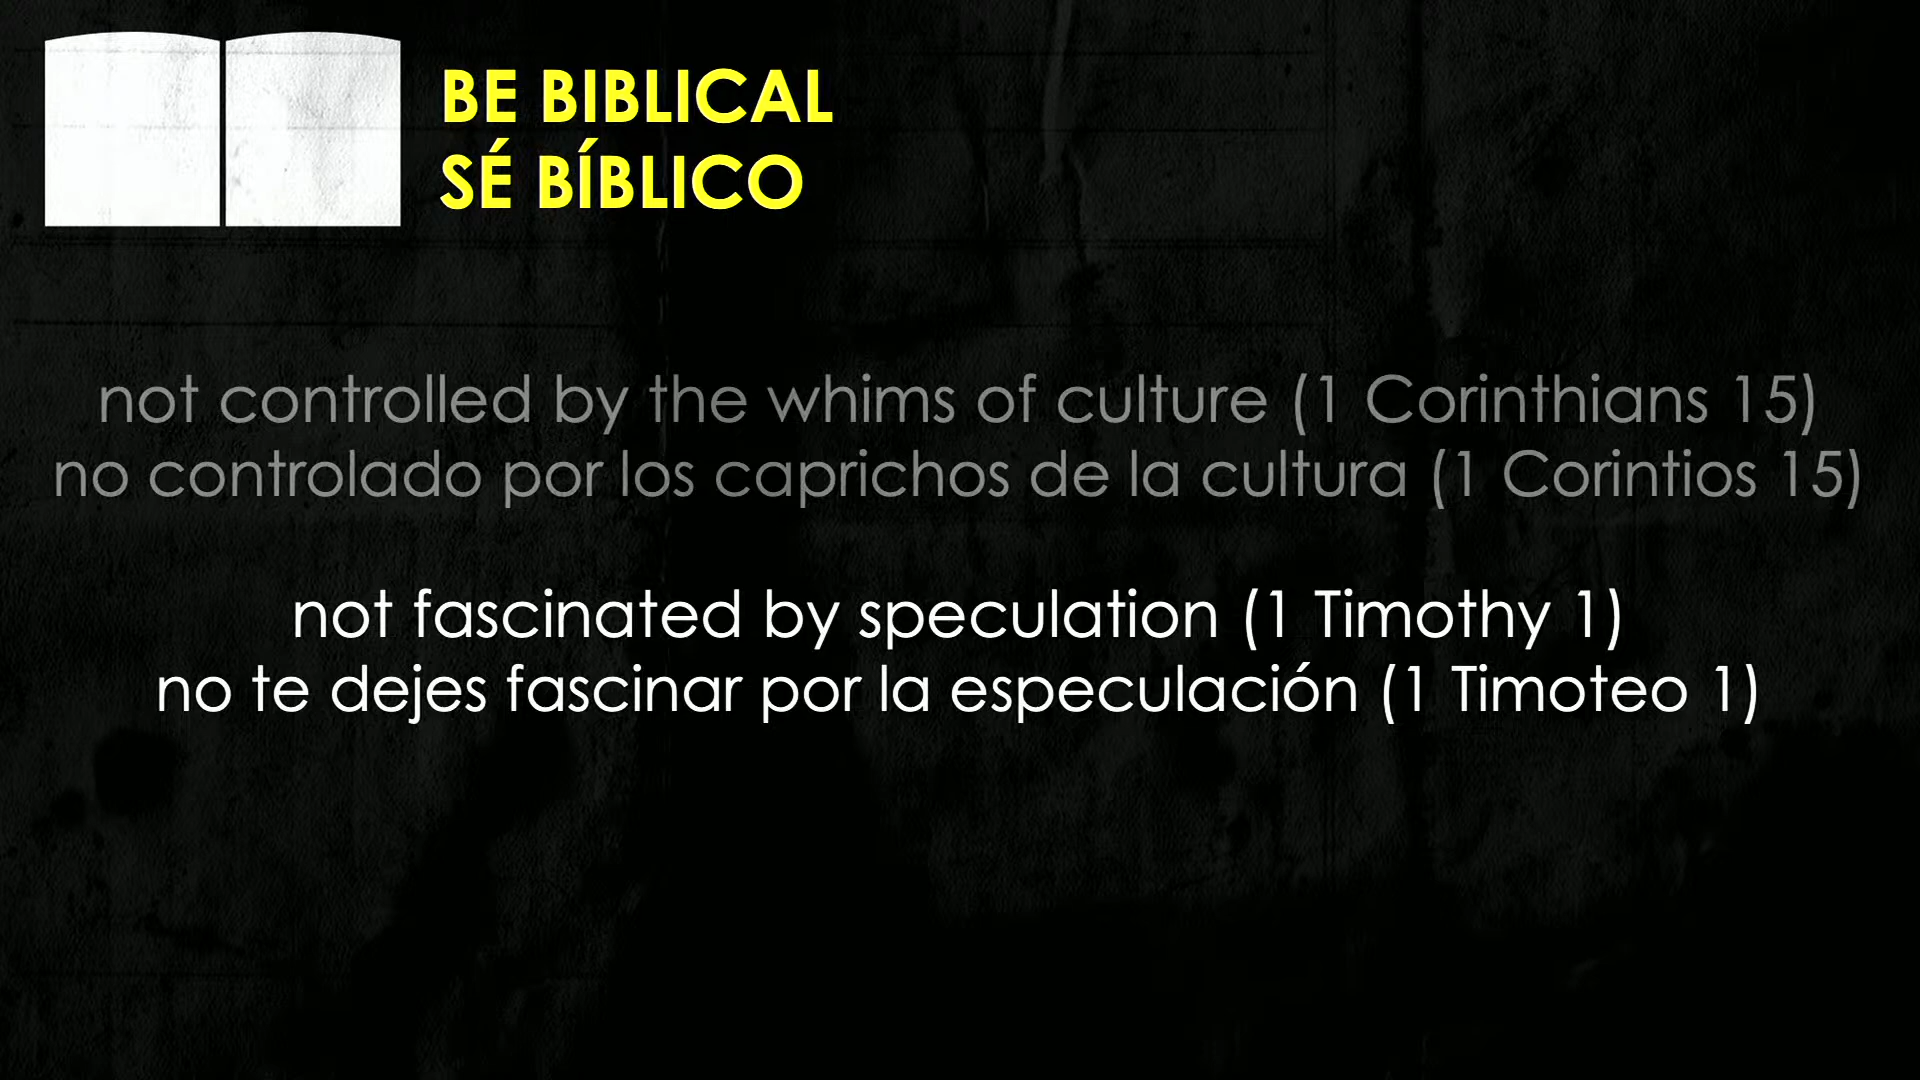 BE BIBLICAL
SÉ BÍBLICO
not controlled by the whims of culture (1 Corinthians 15)
no controlado por los caprichos de la cultura (1 Corintios 15)
not fascinated by speculation (1 Timothy 1)
no te dejes fascinar por la especulación (1 Timoteo 1)